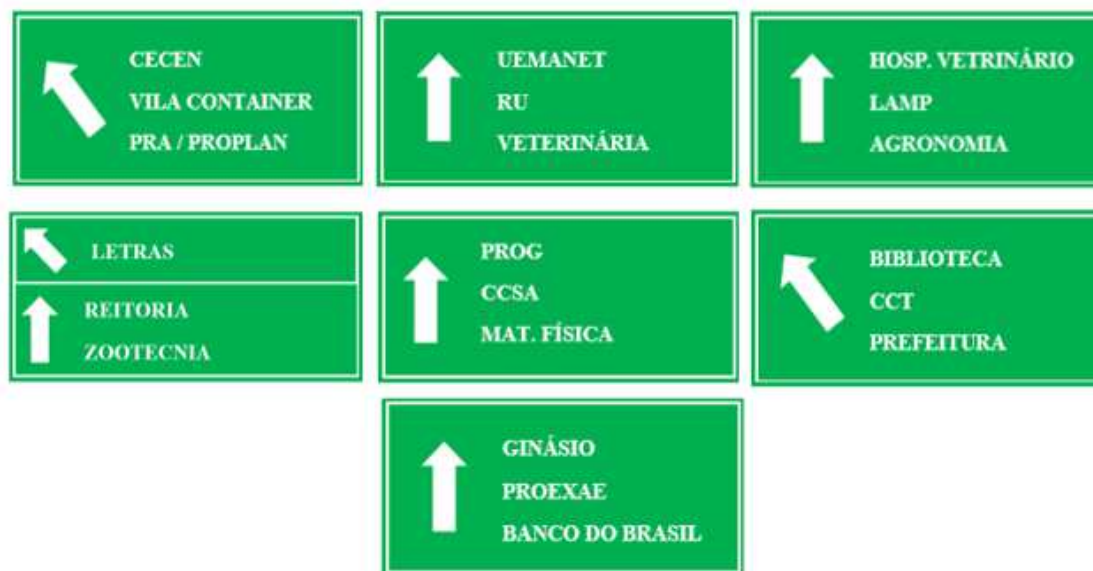 CECEN
VILA CONTAINER
PRA / PROPLAN
UEMANET
RU
VETERINÁRIA
HOSP. VETRINÁRIO
LAMP
AGRONOMIA
LETRAS
REITORIA
ZOOTECNIA
PROG
CCSA
MAT. FÍSICA
BIBLIOTECA
CCT
PREFEITURA
GINÁSIO
PROEXAE
BANCO DO BRASIL